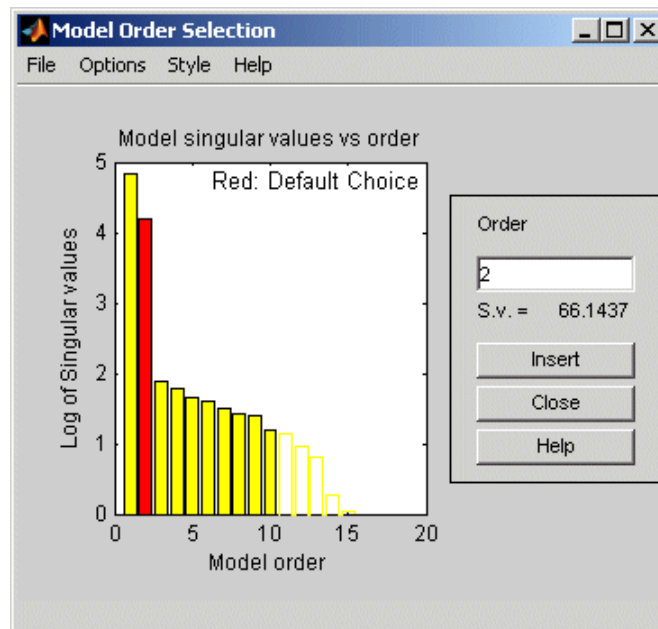 Model Order Selection
File Options Style Help
Model singular values vs order
Red: Default Choice
Log of Singular values
5
4
3
2
1
0
0 5 10 15 20
Model order
Order
2
S.v. = 66.1437
Insert
Close
Help